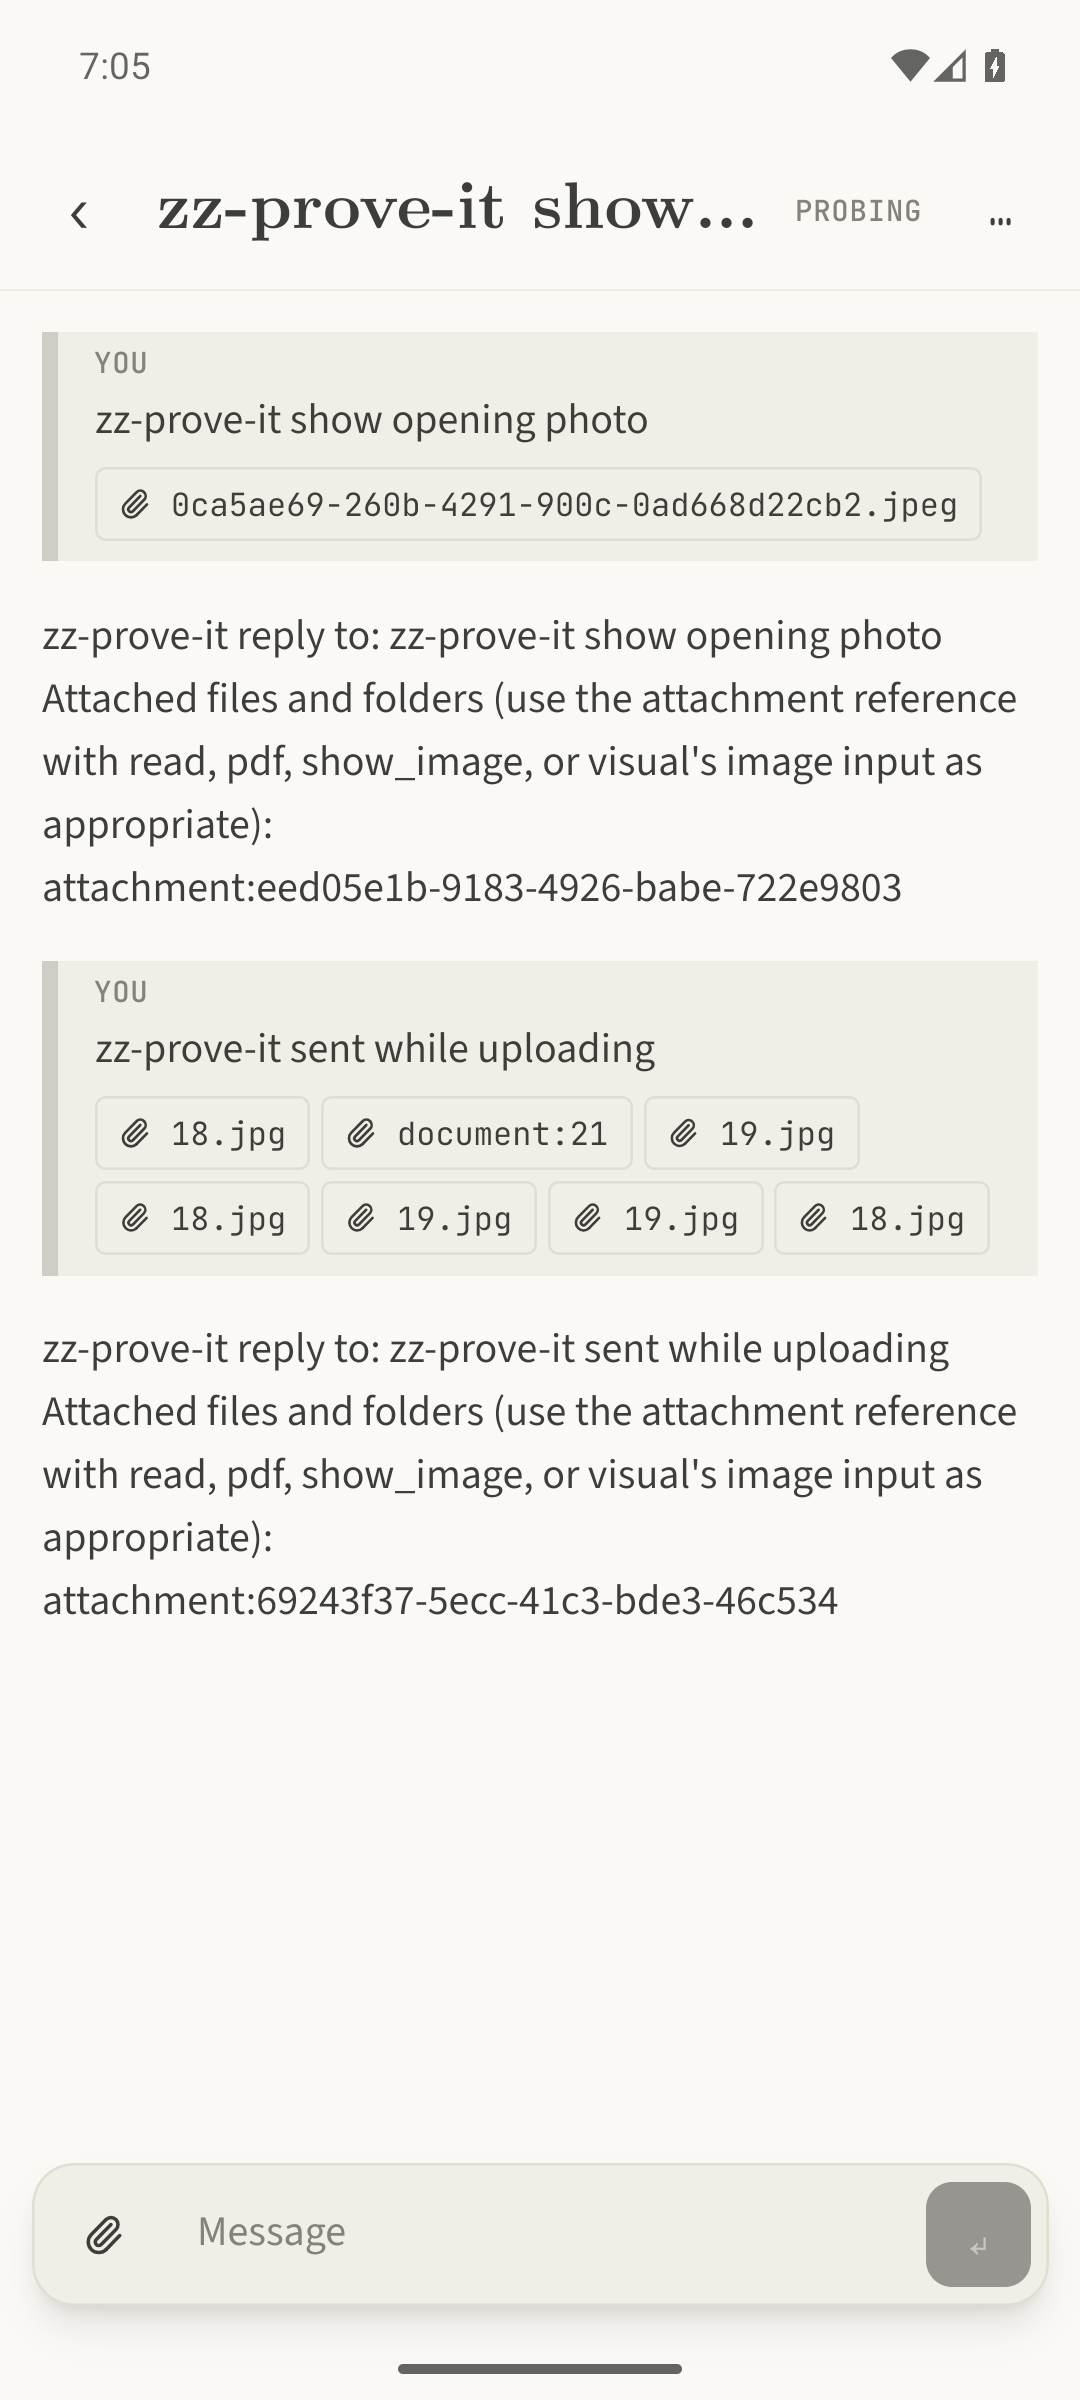 7:05
‹ zz-prove-it show... PROBING ...
YOU
zz-prove-it show opening photo
0ca5ae69-260b-4291-900c-0ad668d22cb2.jpeg
zz-prove-it reply to: zz-prove-it show opening photo
Attached files and folders (use the attachment reference
with read, pdf, show_image, or visual's image input as
appropriate):
attachment:eed05e1b-9183-4926-babe-722e9803
YOU
zz-prove-it sent while uploading
18.jpg document:21 19.jpg
18.jpg 19.jpg 19.jpg 18.jpg
zz-prove-it reply to: zz-prove-it sent while uploading
Attached files and folders (use the attachment reference
with read, pdf, show_image, or visual's image input as
appropriate):
attachment:69243f37-5ecc-41c3-bde3-46c534
Message